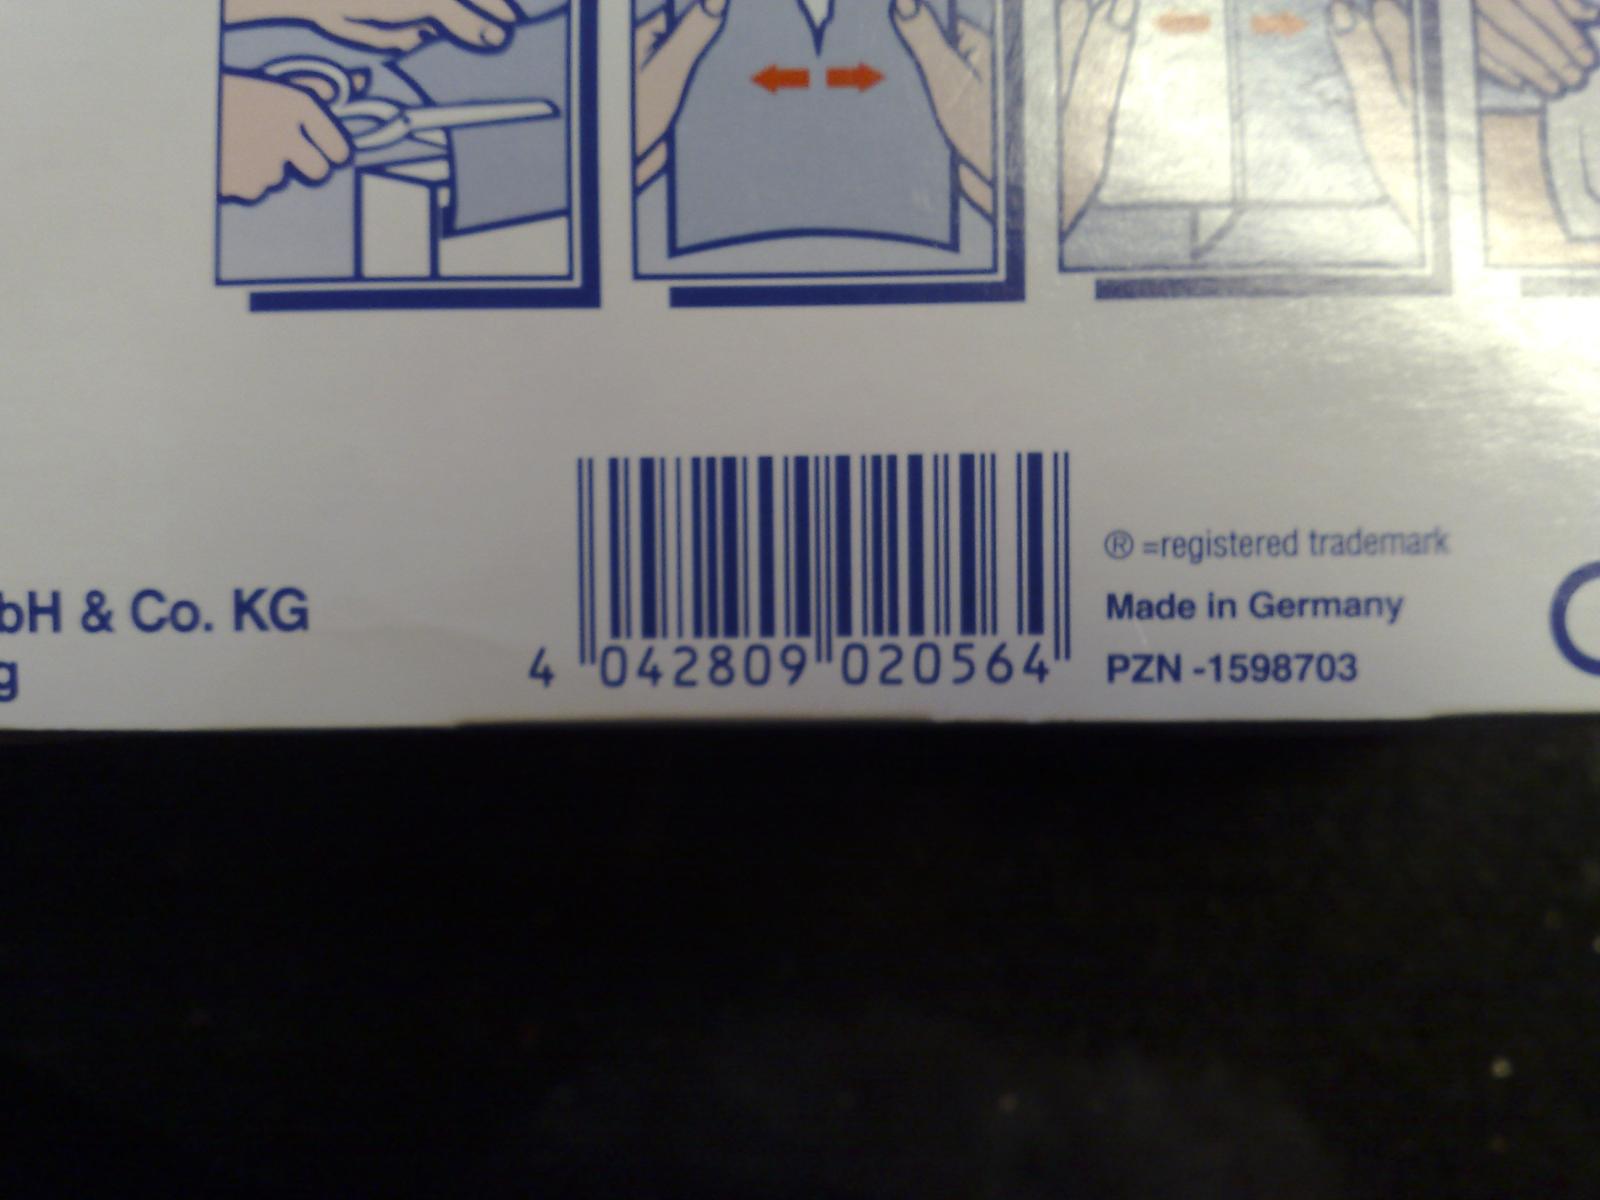 bH & Co. KG
g
4 042809 020564
® =registered trademark
Made in Germany
PZN -1598703